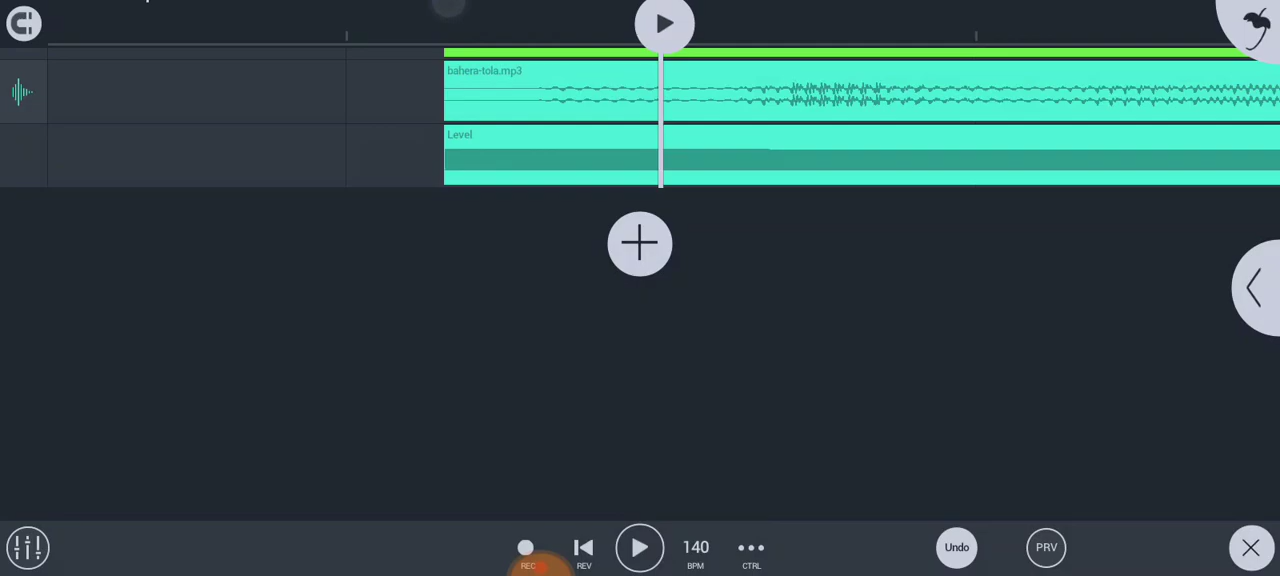 bahera-tola.mp3
Level
140
Undo
PRV
REC
REV
BPM
CTRL